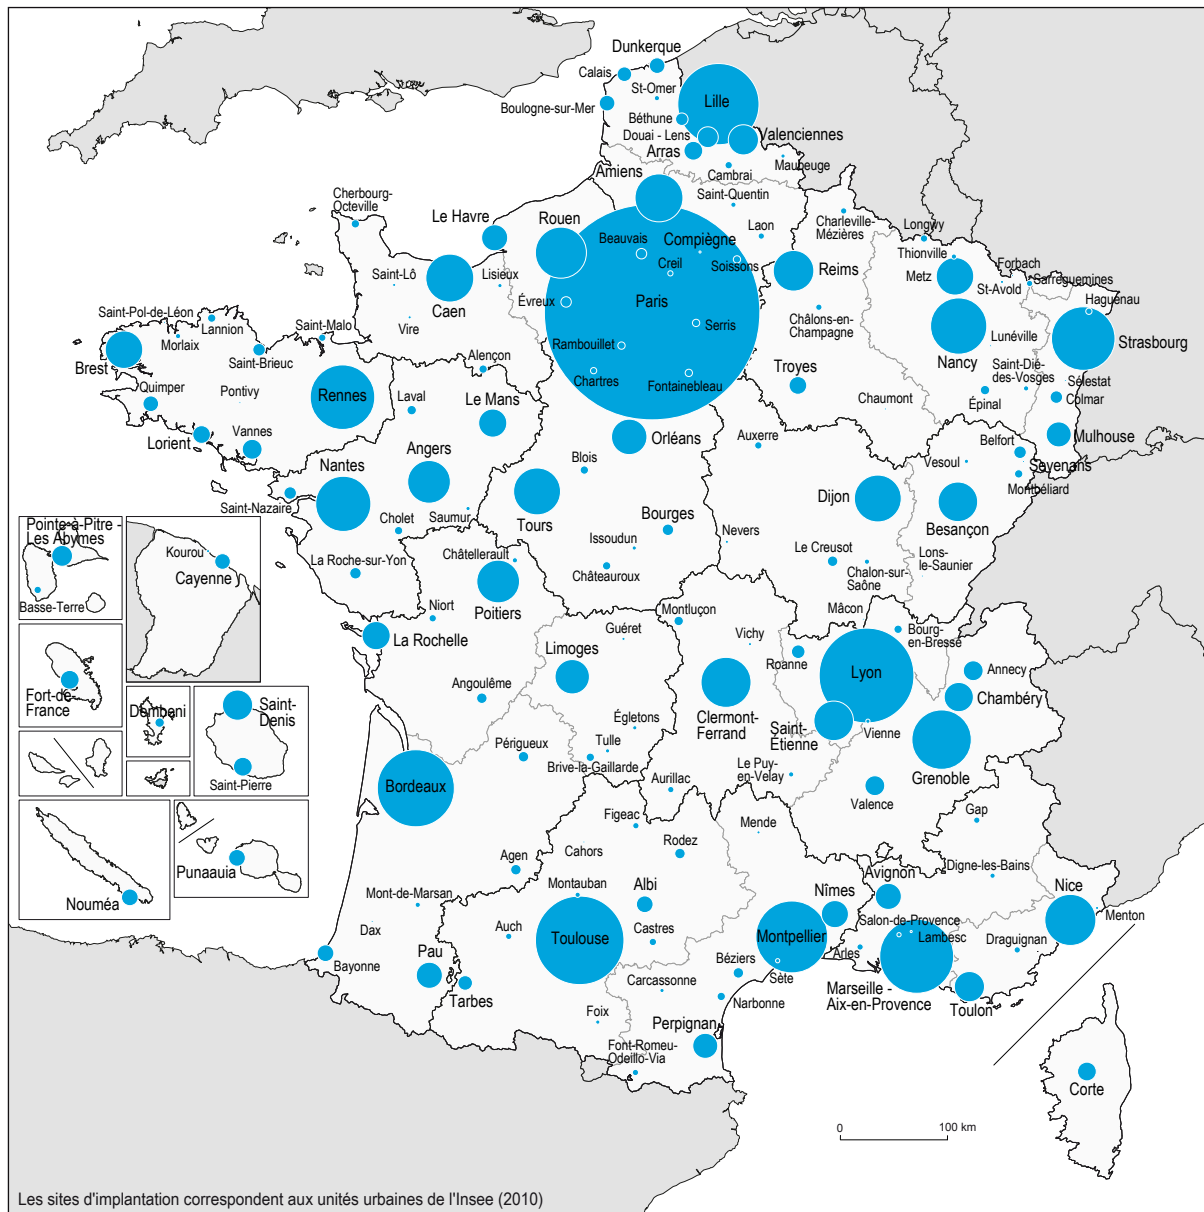 Dunkerque
Calais
St-Omer
Boulogne-sur-Mer
Lille
Béthune
Douai - Lens
Valenciennes
Arras
Maubeuge
Cambrai
Amiens
Saint-Quentin
Cherbourg-
Octeville
Le Havre
Rouen
Beauvais
Compiègne
Laon
Charleville-
Mézières
Longwy
Thionville
Forbach
Sarreguemines
Saint-Lô
Lisieux
Creil
Soissons
Reims
Metz
St-Avold
Haguenau
Caen
Évreux
Paris
Châlons-en-
Champagne
Saint-Pol-de-Léon
Lannion
Saint-Malo
Vire
Serris
Nancy
Lunéville
Strasbourg
Morlaix
Brest
Saint-Brieuc
Alençon
Rambouillet
Troyes
Saint-Dié-
des-Vosges
Quimper
Pontivy
Rennes
Laval
Le Mans
Chartres
Fontainebleau
Chaumont
Épinal
Sélestat
Colmar
Lorient
Vannes
Orléans
Auxerre
Mulhouse
Nantes
Angers
Blois
Belfort
Vesoul
Sevenans
Montbéliard
Saint-Nazaire
Cholet
Saumur
Tours
Bourges
Dijon
Besançon
Pointe-à-Pitre -
Les Abymes
Kourou
Cayenne
Basse-Terre
La Roche-sur-Yon
Châtellerault
Issoudun
Nevers
Châteauroux
Le Creusot
Chalon-sur-
Saône
Lons-
le-Saunier
Poitiers
Niort
Montluçon
Mâcon
La Rochelle
Guéret
Vichy
Bourg-
en-Bresse
Limoges
Roanne
Lyon
Annecy
Chambéry
Fort-de-
France
Dembeni
Saint-
Denis
Angoulême
Clermont-
Ferrand
Saint-
Étienne
Vienne
Égletons
Périgueux
Tulle
Brive-la-Gaillarde
Le Puy-
en-Velay
Grenoble
Saint-Pierre
Bordeaux
Aurillac
Valence
Figeac
Mende
Gap
Punaauia
Nouméa
Agen
Cahors
Rodez
Digne-les-Bains
Mont-de-Marsan
Montauban
Albi
Nîmes
Avignon
Nice
Menton
Dax
Auch
Toulouse
Castres
Montpellier
Salon-de-Provence
Lambesc
Draguignan
Arles
Bayonne
Pau
Tarbes
Béziers
Sète
Carcassonne
Narbonne
Marseille -
Aix-en-Provence
Toulon
Foix
Perpignan
Font-Romeu-
Odeillo-Via
Corte
0 100 km
Les sites d'implantation correspondent aux unités urbaines de l'Insee (2010)